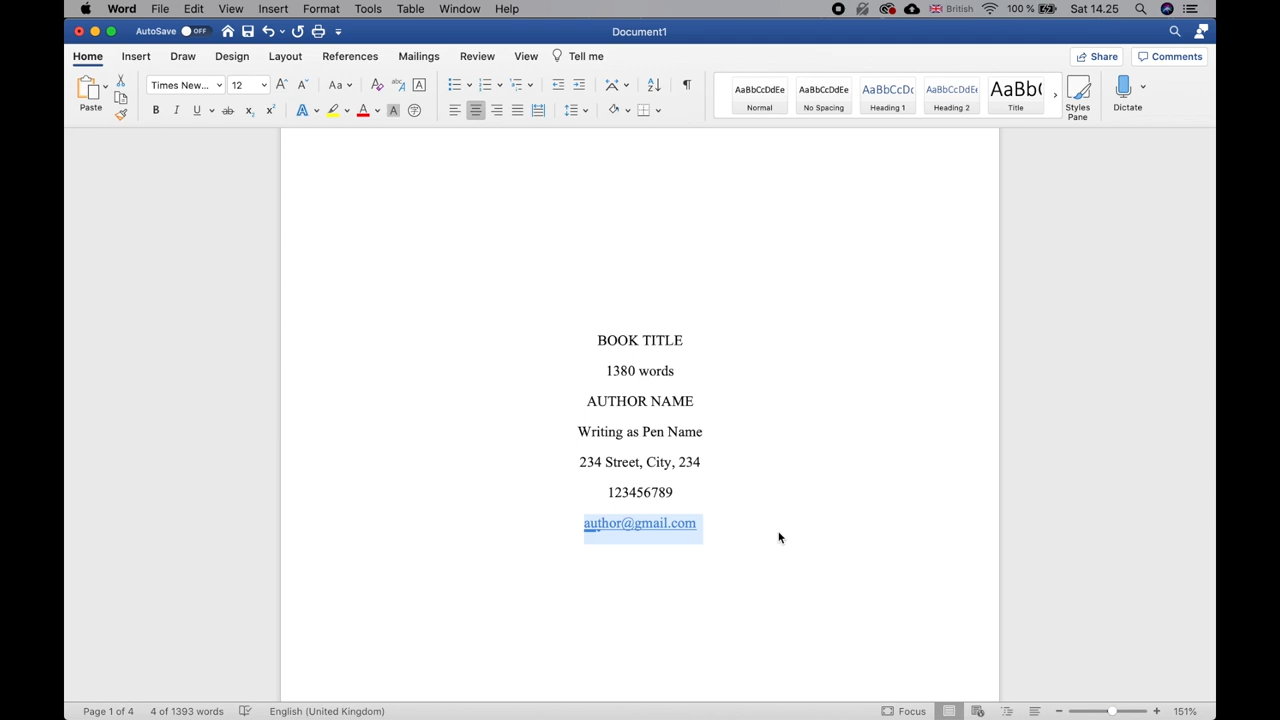 Word File Edit View Insert Format Tools Table Window Help British 100 % Sat 14.25
AutoSave OFF Document1
Home Insert Draw Design Layout References Mailings Review View Tell me Share Comments
Paste Times New... 12 Aa A B I U ab x₂ x² A A A
AaBbCcDdEe AaBbCcDdEe AaBbCcDc AaBbCcDdEe AaBb(
Normal No Spacing Heading 1 Heading 2 Title Styles Pane Dictate
BOOK TITLE
1380 words
AUTHOR NAME
Writing as Pen Name
234 Street, City, 234
123456789
author@gmail.com
Page 1 of 4 4 of 1393 words English (United Kingdom) Focus 151%